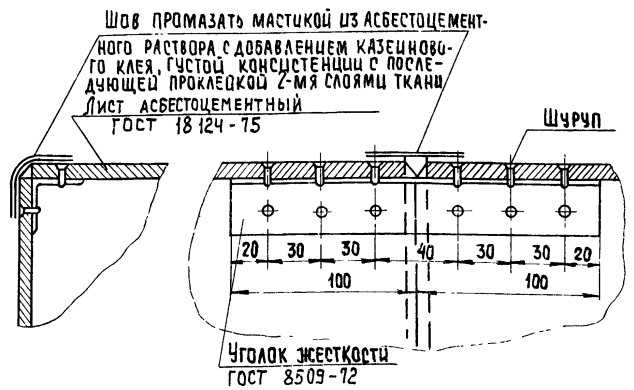 Шов промазать мастикой из асбестоцемент-
ного раствора с добавлением казеиново-
го клея, густой консистенции с после-
дующей проклейкой 2-мя слоями ткани
Лист асбестоцементный
ГОСТ 18124-75
Шуруп
20 30 30 40 30 30 20
100 100
Уголок жесткости
ГОСТ 8509-72